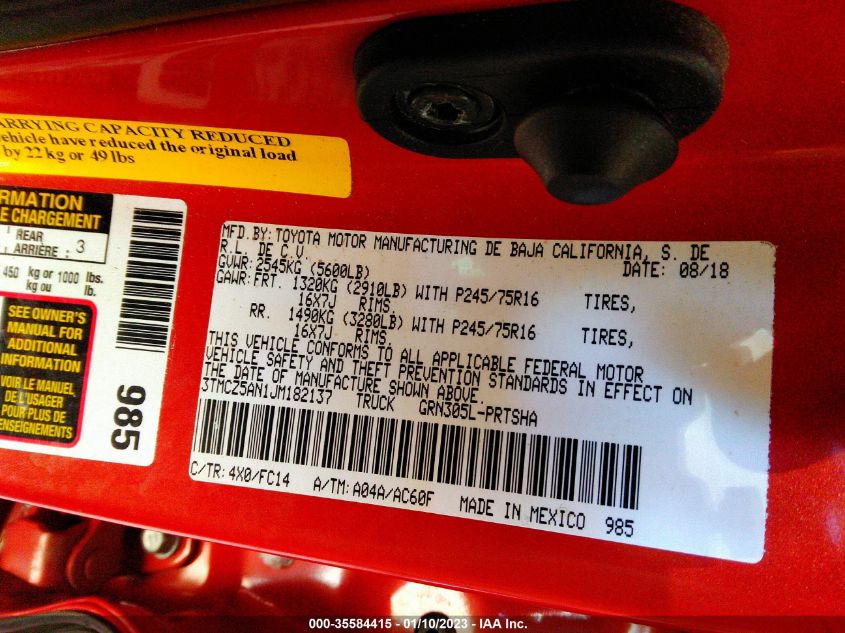 ARRYING CAPACITY REDUCED
vehicle have reduced the original load
by 22 kg or 49 lbs
RMATION
E CHARGEMENT
REAR
ARRIÈRE : 3
450 kg or 1000 lbs.
kg ou lb.
SEE OWNER'S
MANUAL FOR
ADDITIONAL
INFORMATION
VOIR LE MANUEL
DE L'USAGER
POUR PLUS DE
RENSEIGNEMENTS
985
MFD. BY: TOYOTA MOTOR MANUFACTURING DE BAJA CALIFORNIA, S. DE
R.L. DE C.V. DATE: 08/18
GVWR: 2545KG (5600LB)
GAWR: FRT. 1320KG (2910LB) WITH P245/75R16 TIRES,
16X7J RIMS,
RR. 1490KG (3280LB) WITH P245/75R16 TIRES,
16X7J RIMS,
THIS VEHICLE CONFORMS TO ALL APPLICABLE FEDERAL MOTOR
VEHICLE SAFETY AND THEFT PREVENTION STANDARDS IN EFFECT ON
THE DATE OF MANUFACTURE SHOWN ABOVE.
3TMCZ5AN1JM182137 TRUCK GRN305L-PRTSHA
C/TR: 4X0/FC14 A/TM: A04A/AC60F MADE IN MEXICO 985
000-35584415 - 01/10/2023 - IAA Inc.